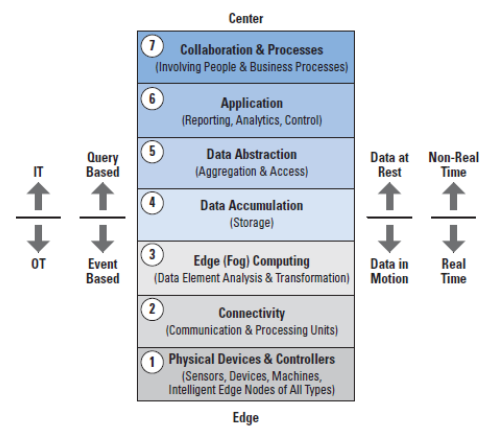 Center
7
Collaboration & Processes
(Involving People & Business Processes)
6
Application
(Reporting, Analytics, Control)
5
Data Abstraction
(Aggregation & Access)
4
Data Accumulation
(Storage)
3
Edge (Fog) Computing
(Data Element Analysis & Transformation)
2
Connectivity
(Communication & Processing Units)
1
Physical Devices & Controllers
(Sensors, Devices, Machines,
Intelligent Edge Nodes of All Types)
Edge
IT
Query
Based
OT
Event
Based
Data at
Rest
Non-Real
Time
Data in
Motion
Real
Time